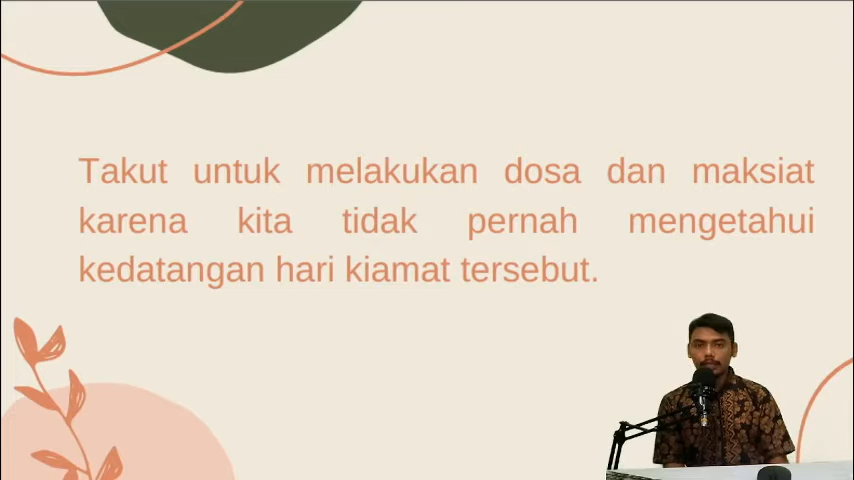 Takut untuk melakukan dosa dan maksiat
karena kita tidak pernah mengetahui
kedatangan hari kiamat tersebut.